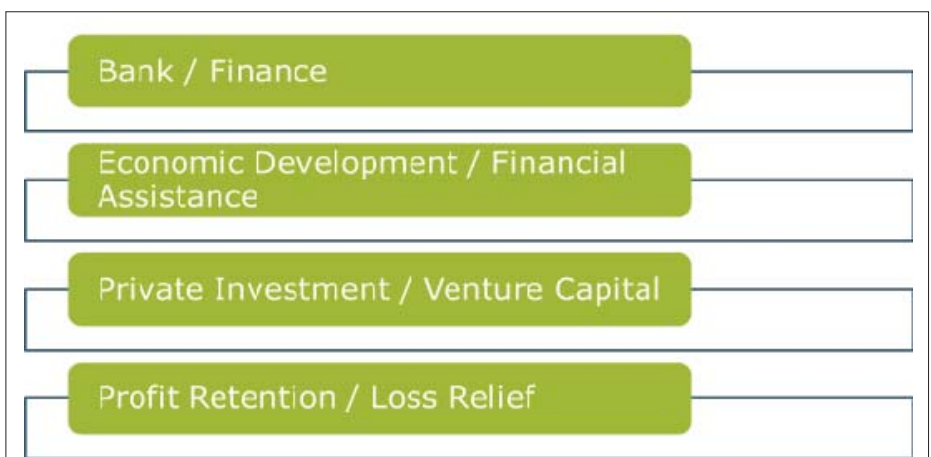 Bank / Finance
Economic Development / Financial
Assistance
Private Investment / Venture Capital
Profit Retention / Loss Relief